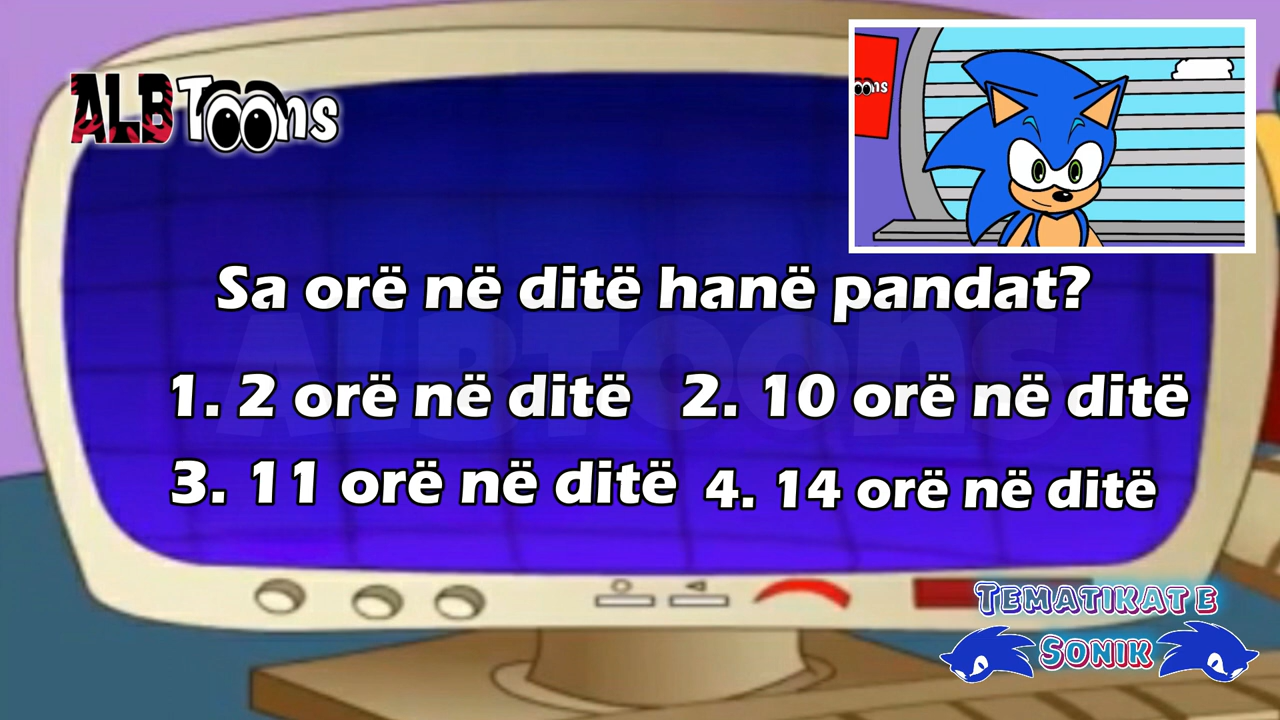 ALBToons
Sa orë në ditë hanë pandat?
1. 2 orë në ditë 2. 10 orë në ditë
3. 11 orë në ditë 4. 14 orë në ditë
ALBToons
TEMATIKAT E
SONIK